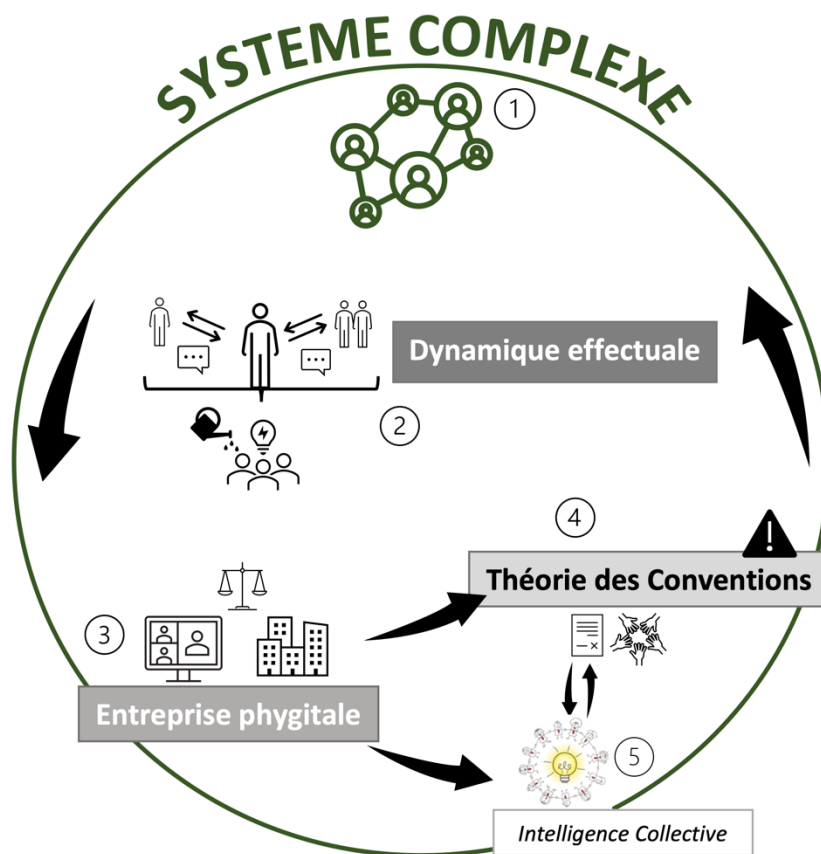 SYSTEME COMPLEXE
1
Dynamique effectuale
2
4
Théorie des Conventions
3
Entreprise phygitale
5
Intelligence Collective